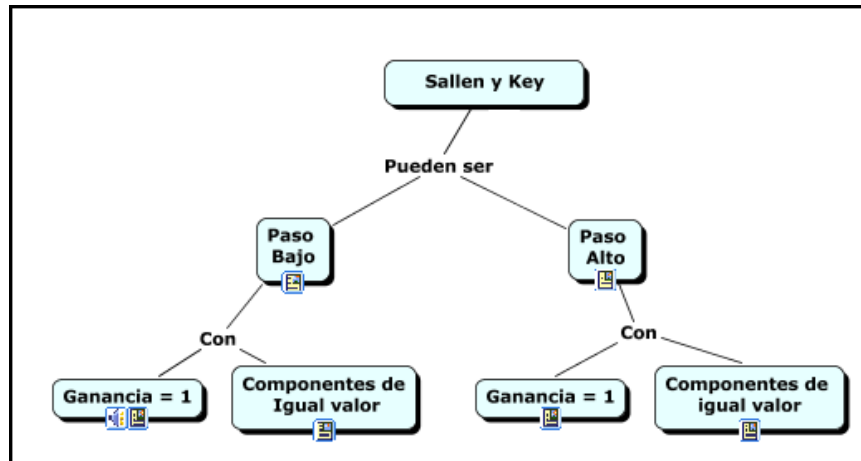 Sallen y Key
Pueden ser
Paso
Bajo
Paso
Alto
Con
Con
Ganancia = 1
Componentes de
Igual valor
Ganancia = 1
Componentes de
igual valor